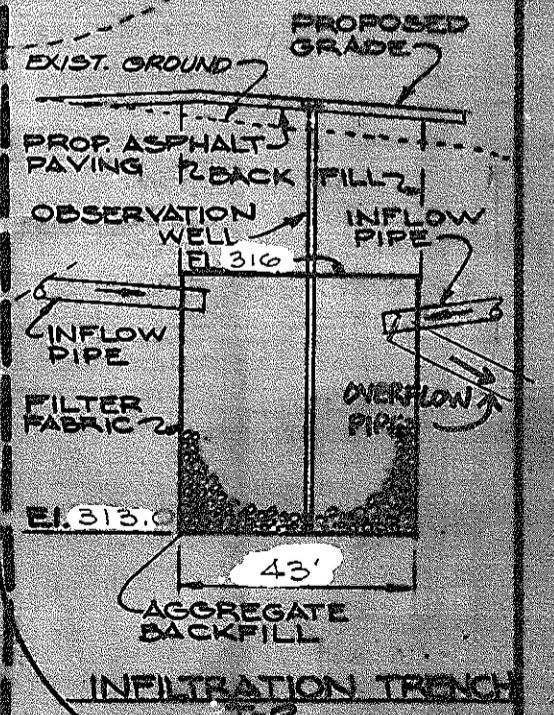 PROPOSED
GRADE
EXIST. GROUND
PROP. ASPHALT
PAVING
BACK FILL
OBSERVATION
WELL
INFLOW
PIPE
El. 316
INFLOW
PIPE
FILTER
FABRIC
OVERFLOW
PIPE
El. 313.0
43'
AGGREGATE
BACKFILL
INFILTRATION TRENCH